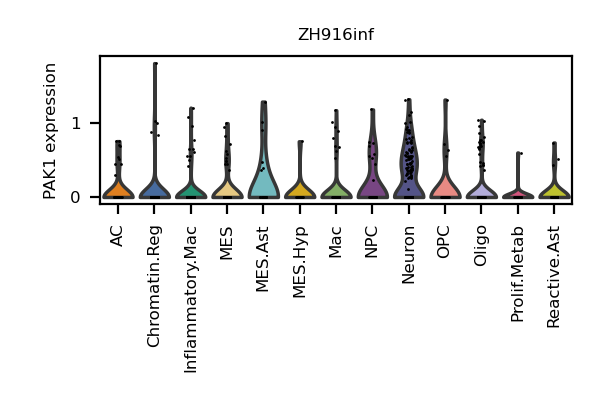 ZH916inf
PAK1 expression
1
0
AC
Chromatin.Reg
Inflammatory.Mac
MES
MES.Ast
MES.Hyp
Mac
NPC
Neuron
OPC
Oligo
Prolif.Metab
Reactive.Ast